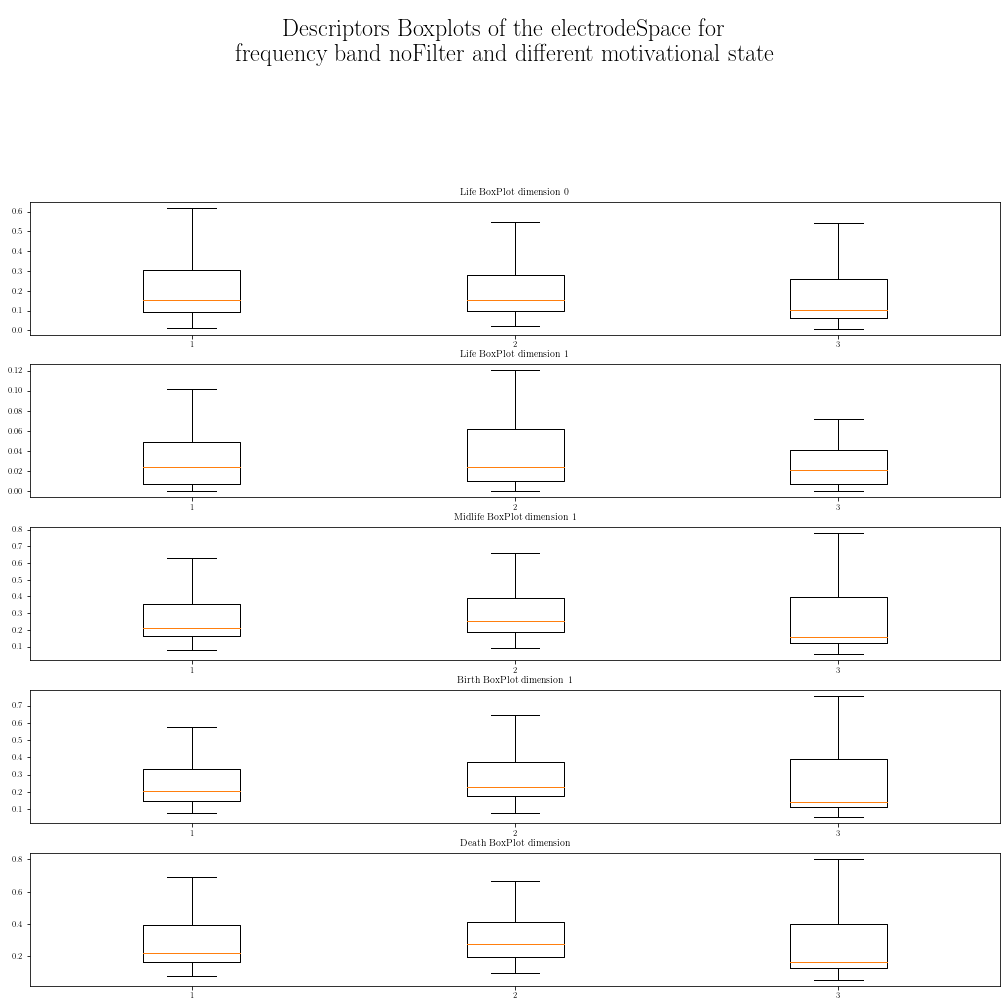 Descriptors Boxplots of the electrodeSpace for
frequency band noFilter and different motivational state
Life BoxPlot dimension 0
0.6
0.5
0.4
0.3
0.2
0.1
0.0
1 2 3
Life BoxPlot dimension 1
0.12
0.10
0.08
0.06
0.04
0.02
0.00
1 2 3
Midlife BoxPlot dimension 1
0.8
0.7
0.6
0.5
0.4
0.3
0.2
0.1
1 2 3
Birth BoxPlot dimension 1
0.7
0.6
0.5
0.4
0.3
0.2
0.1
1 2 3
Death BoxPlot dimension
0.8
0.6
0.4
0.2
1 2 3